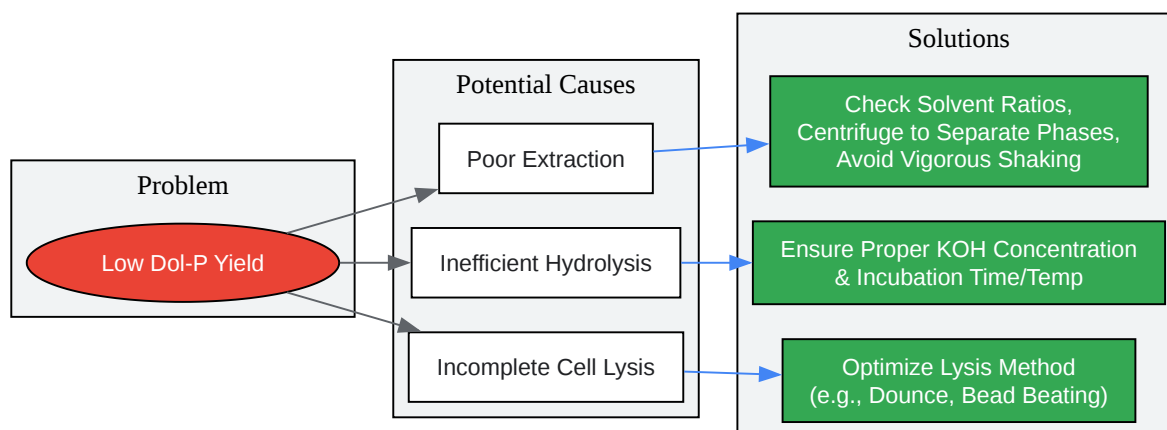 Problem
Low Dol-P Yield
Potential Causes
Poor Extraction
Inefficient Hydrolysis
Incomplete Cell Lysis
Solutions
Check Solvent Ratios,
Centrifuge to Separate Phases,
Avoid Vigorous Shaking
Ensure Proper KOH Concentration
& Incubation Time/Temp
Optimize Lysis Method
(e.g., Dounce, Bead Beating)